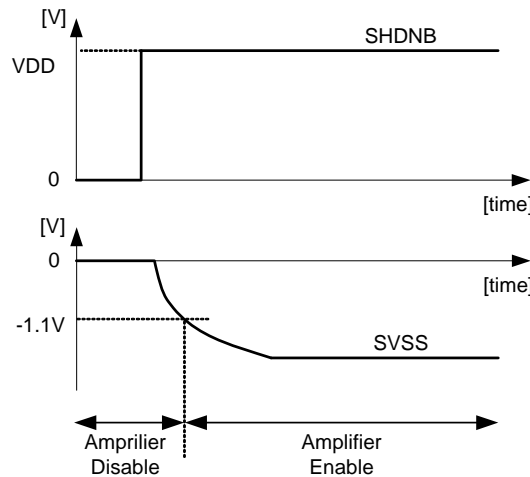 [V]
SHDNB
VDD
0
[time]
[V]
0
[time]
-1.1V
SVSS
Amprilier
Disable
Amplifier
Enable